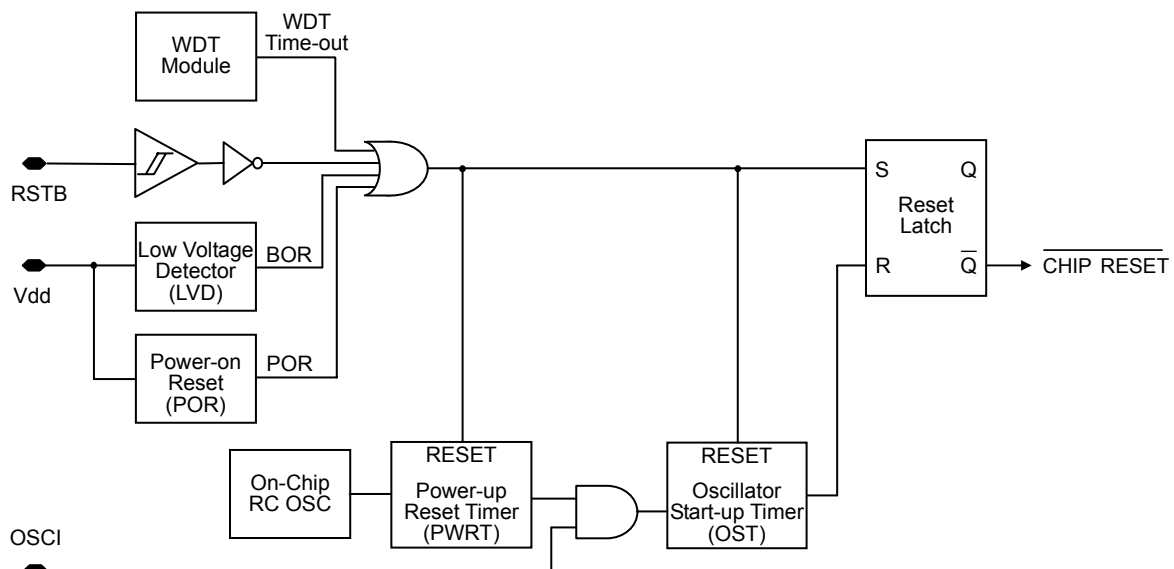 WDT
Module
WDT
Time-out
RSTB
Low Voltage
Detector
(LVD)
BOR
Vdd
Power-on
Reset
(POR)
POR
S
Q
Reset
Latch
R
Q
CHIP RESET
On-Chip
RC OSC
RESET
Power-up
Reset Timer
(PWRT)
RESET
Oscillator
Start-up Timer
(OST)
OSCI